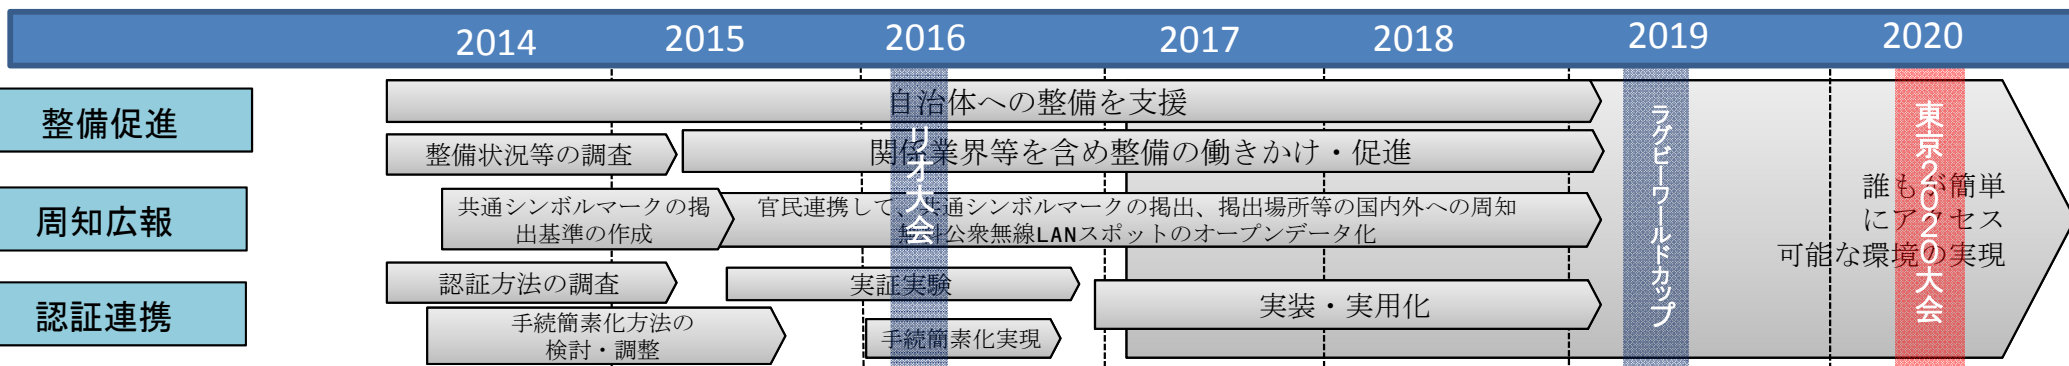 2014
2015
2016
2017
2018
2019
2020
整備促進
自治体への整備を支援
整備状況等の調査
関係業界等を含め整備の働きかけ・促進
周知広報
共通シンボルマークの掲
出基準の作成
官民連携して、共通シンボルマークの掲出、掲出場所等の国内外への周知
無料公衆無線LANスポットのオープンデータ化
認証連携
認証方法の調査
実証実験
手続簡素化方法の
検討・調整
手続簡素化実現
実装・実用化
リオ大会
ラグビーワールドカップ
東京2020大会
誰もが簡単
にアクセス
可能な環境の実現